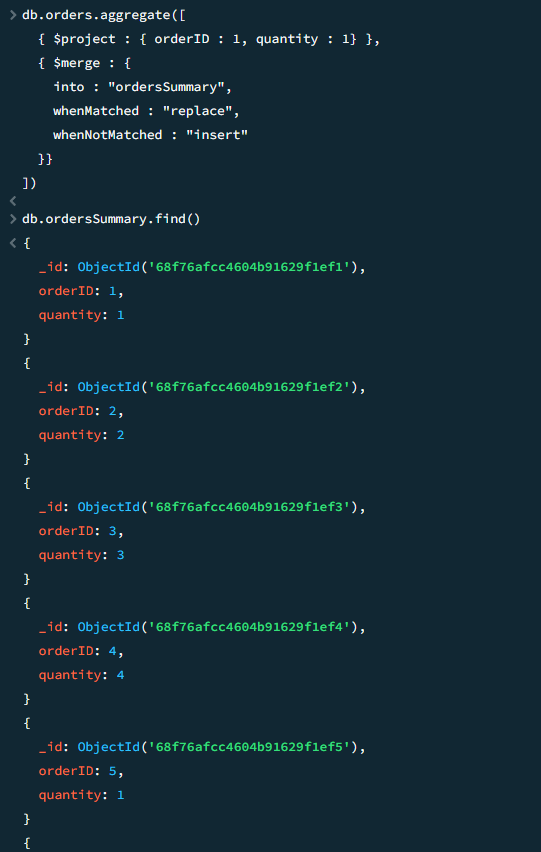 > db.orders.aggregate([
{ $project : { orderID : 1, quantity : 1} },
{ $merge : {
into : "ordersSummary",
whenMatched : "replace",
whenNotMatched : "insert"
}}
])
<
> db.ordersSummary.find()
< {
_id: ObjectId('68f76afcc4604b91629f1ef1'),
orderID: 1,
quantity: 1
}
{
_id: ObjectId('68f76afcc4604b91629f1ef2'),
orderID: 2,
quantity: 2
}
{
_id: ObjectId('68f76afcc4604b91629f1ef3'),
orderID: 3,
quantity: 3
}
{
_id: ObjectId('68f76afcc4604b91629f1ef4'),
orderID: 4,
quantity: 4
}
{
_id: ObjectId('68f76afcc4604b91629f1ef5'),
orderID: 5,
quantity: 1
}
{